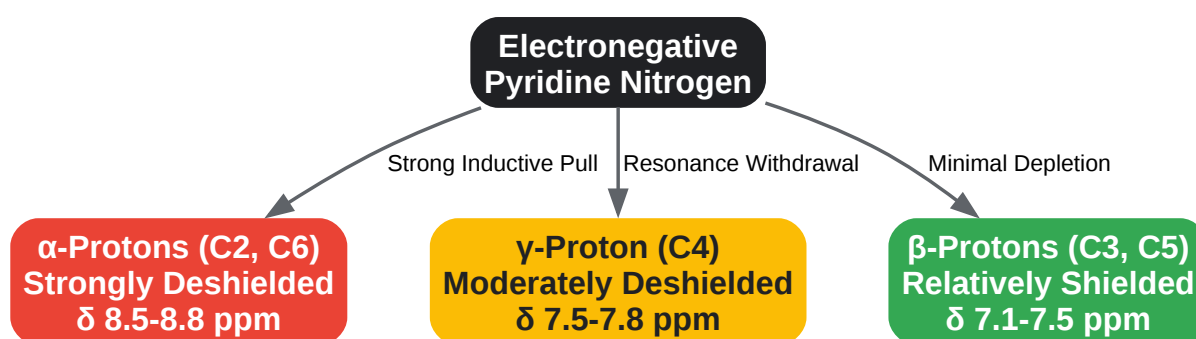 Electronegative
Pyridine Nitrogen
Strong Inductive Pull
Resonance Withdrawal
Minimal Depletion
α-Protons (C2, C6)
Strongly Deshielded
δ 8.5-8.8 ppm
γ-Proton (C4)
Moderately Deshielded
δ 7.5-7.8 ppm
β-Protons (C3, C5)
Relatively Shielded
δ 7.1-7.5 ppm